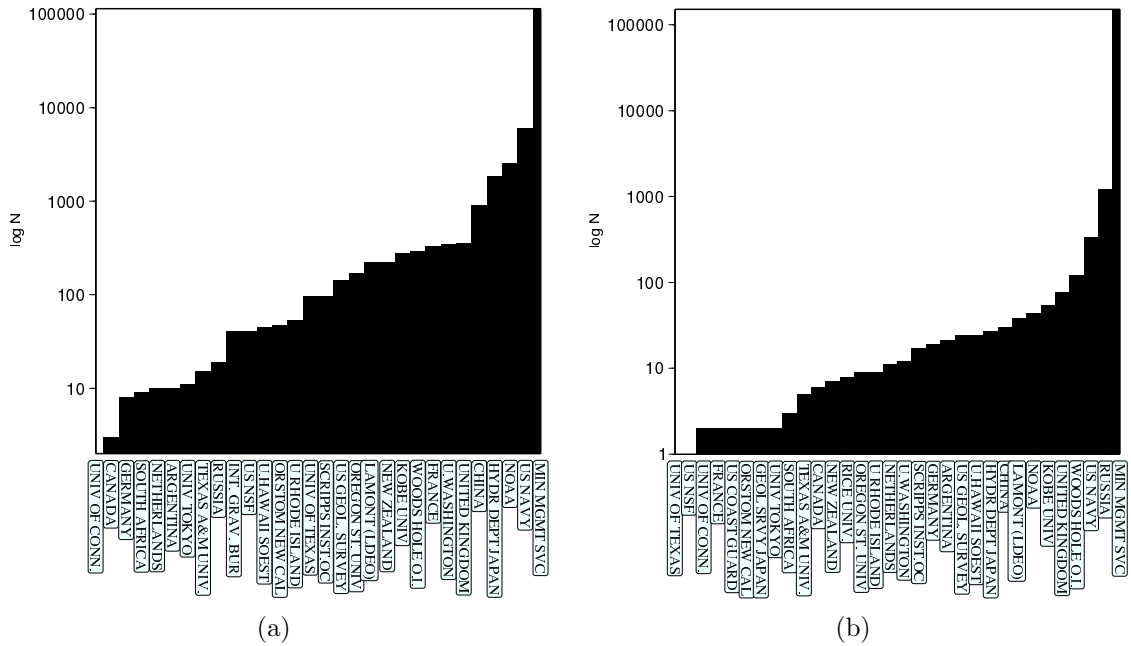 100000
10000
1000
100
10
log N
UNIV OF CONN.
CANADA
GERMANY
SOUTH AFRICA
NETHERLANDS
ARGENTINA
UNIV TOKYO
TEXAS A&M UNIV.
RUSSIA
INT. GRAV. BUR
US NSF
U.HAWAII SOEST
ORSTOM NEW CAL
U RHODE ISLAND
UNIV OF TEXAS
SCRIPPS INST.OC
US GEOL. SURVEY
OREGON ST. UNIV
LAMONT (LDEO)
NEW ZEALAND
KOBE UNIV.
WOODS HOLE O.I.
FRANCE
U.WASHINGTON
UNITED KINGDOM
CHINA
HYDR DEPT JAPAN
NOAA
US NAVY
MIN MGMT SVC
(a)
100000
10000
1000
100
10
1
log N
UNIV OF TEXAS
US NSF
UNIV OF CONN.
FRANCE
US COAST GUARD
ORSTOM NEW CAL
GEOL SRVY JAPAN
UNIV TOKYO
SOUTH AFRICA
TEXAS A&M UNIV.
CANADA
NEW ZEALAND
RICE UNIV.
OREGON ST. UNIV
U RHODE ISLAND
NETHERLANDS
U.WASHINGTON
SCRIPPS INST.OC
GERMANY
ARGENTINA
US GEOL. SURVEY
U.HAWAII SOEST
HYDR DEPT JAPAN
CHINA
LAMONT (LDEO)
NOAA
KOBE UNIV.
UNITED KINGDOM
WOODS HOLE O.I.
US NAVY
RUSSIA
MIN MGMT SVC
(b)